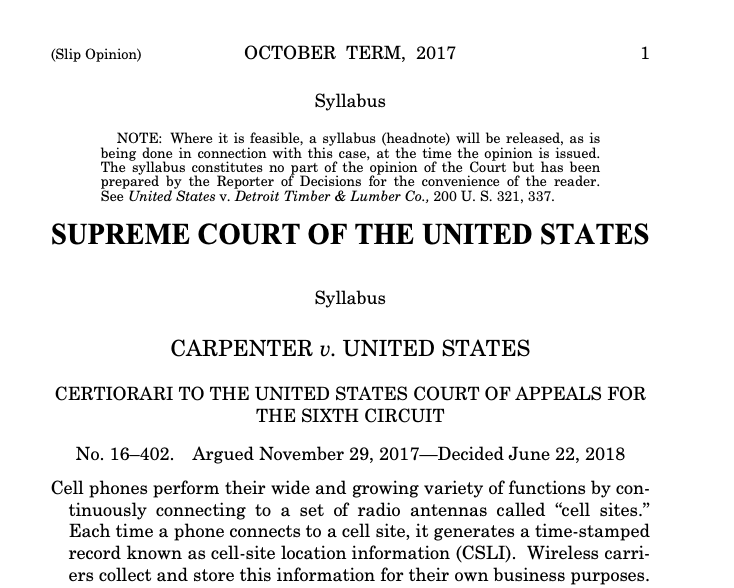 (Slip Opinion) OCTOBER TERM, 2017 1
Syllabus
NOTE: Where it is feasible, a syllabus (headnote) will be released, as is
being done in connection with this case, at the time the opinion is issued.
The syllabus constitutes no part of the opinion of the Court but has been
prepared by the Reporter of Decisions for the convenience of the reader.
See United States v. Detroit Timber & Lumber Co., 200 U. S. 321, 337.
SUPREME COURT OF THE UNITED STATES
Syllabus
CARPENTER v. UNITED STATES
CERTIORARI TO THE UNITED STATES COURT OF APPEALS FOR
THE SIXTH CIRCUIT
No. 16–402. Argued November 29, 2017—Decided June 22, 2018
Cell phones perform their wide and growing variety of functions by con-
tinuously connecting to a set of radio antennas called “cell sites.”
Each time a phone connects to a cell site, it generates a time-stamped
record known as cell-site location information (CSLI). Wireless carri-
ers collect and store this information for their own business purposes.